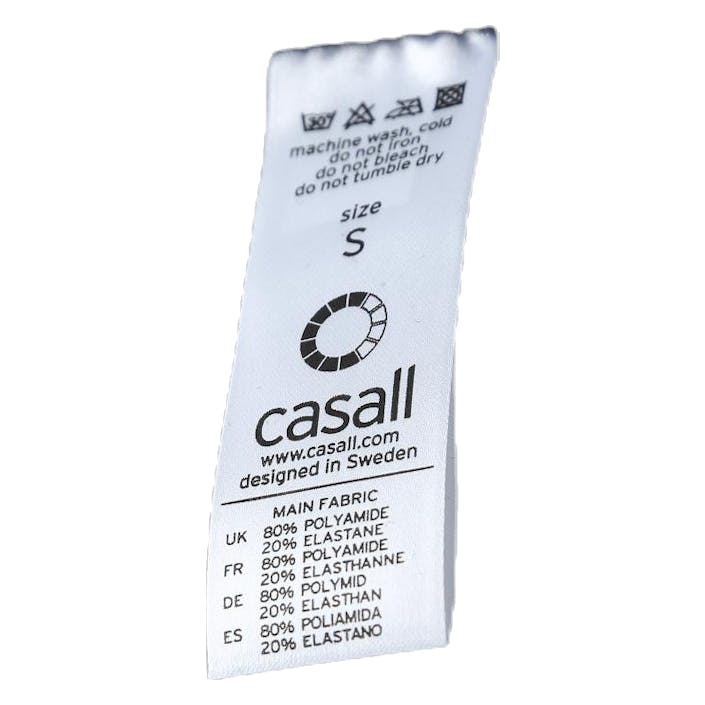 30°
machine wash, cold
do not iron
do not bleach
do not tumble dry
size
S
casall
www.casall.com
designed in Sweden
MAIN FABRIC
UK 80% POLYAMIDE
20% ELASTANE
FR 80% POLYAMIDE
20% ELASTHANNE
DE 80% POLYMID
20% ELASTHAN
ES 80% POLIAMIDA
20% ELASTANO